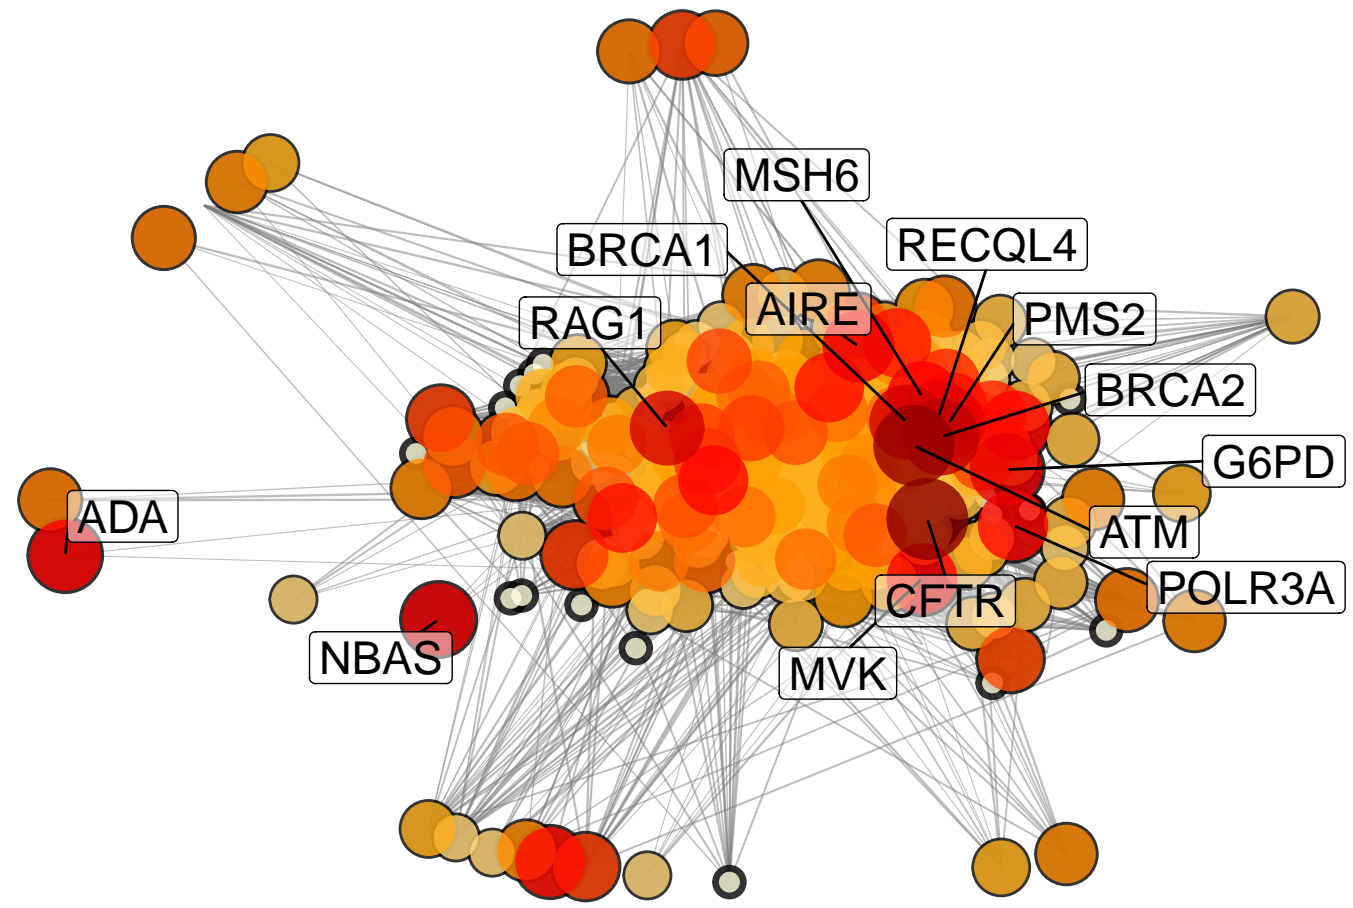 MSH6
BRCA1
RECQL4
RAG1
AIRE
PMS2
BRCA2
G6PD
ADA
ATM
POLR3A
CFTR
NBAS
MVK